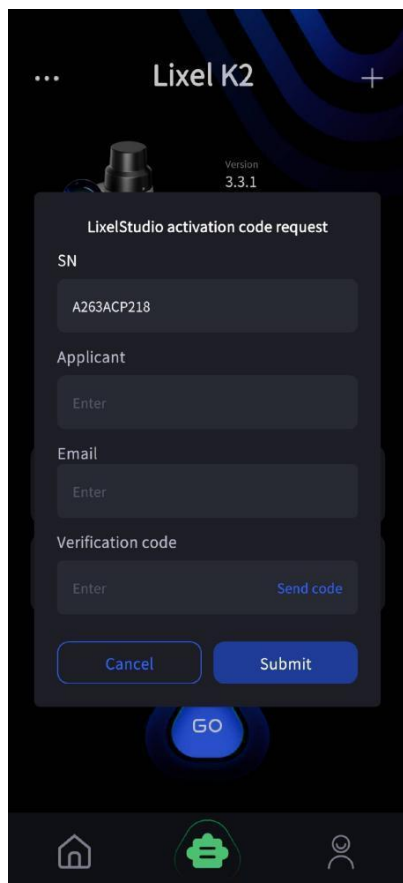 Lixel K2
Version
3.3.1
LixelStudio activation code request
SN
A263ACP218
Applicant
Enter
Email
Enter
Verification code
Enter Send code
Cancel Submit
GO